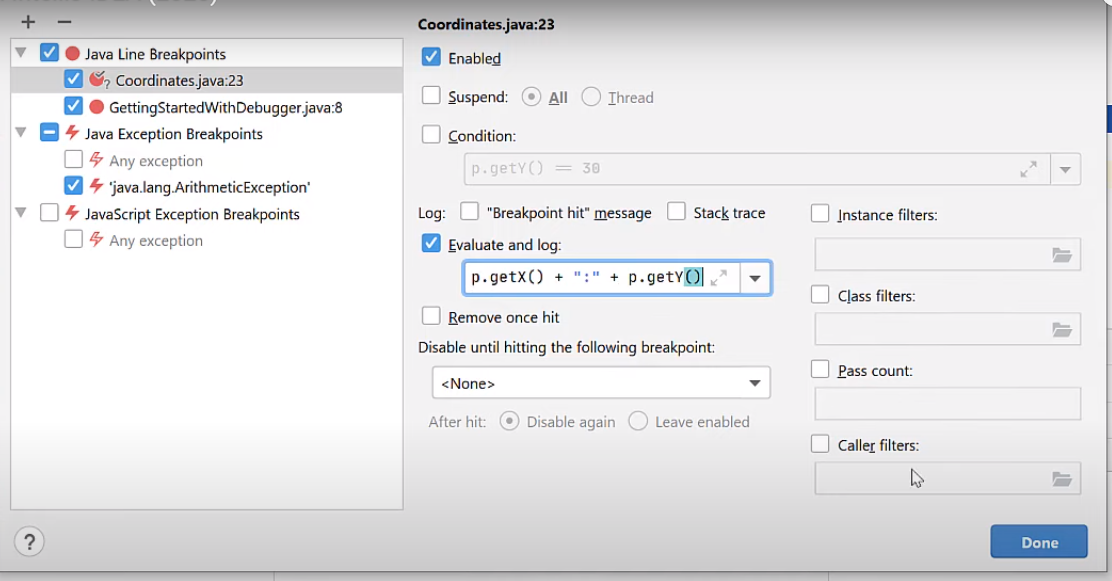 + −
Java Line Breakpoints
Coordinates.java:23
GettingStartedWithDebugger.java:8
Java Exception Breakpoints
Any exception
'java.lang.ArithmeticException'
JavaScript Exception Breakpoints
Any exception
Coordinates.java:23
Enabled
Suspend: All Thread
Condition:
p.getY() == 30
Log: "Breakpoint hit" message Stack trace
Evaluate and log:
p.getX() + ":" + p.getY()
Remove once hit
Disable until hitting the following breakpoint:
<None>
After hit: Disable again Leave enabled
Instance filters:
Class filters:
Pass count:
Caller filters:
?
Done